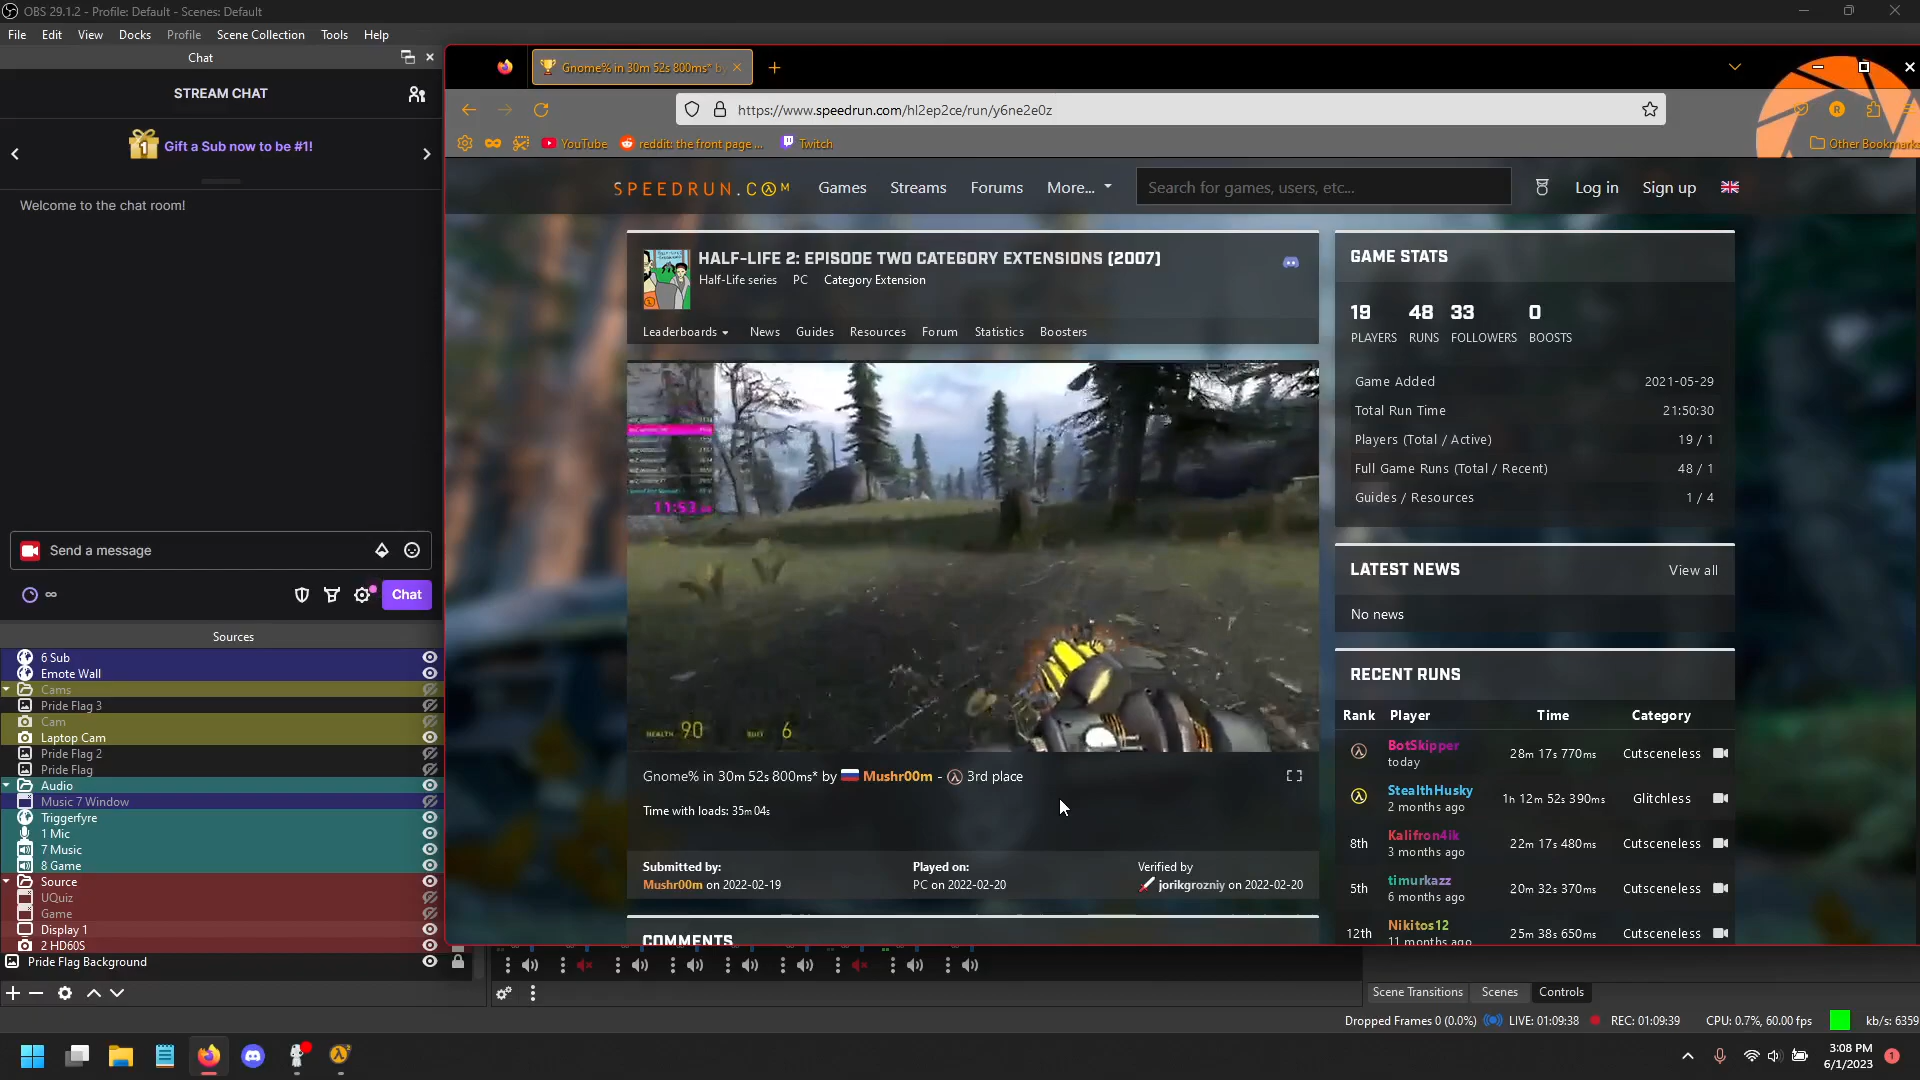 OBS 29.1.2 - Profile: Default - Scenes: Default
File Edit View Docks Profile Scene Collection Tools Help
Chat
STREAM CHAT
1
Gift a Sub now to be #1!
Welcome to the chat room!
Send a message
∞
Chat
Sources
6 Sub
Emote Wall
Cams
Pride Flag 3
Cam
Laptop Cam
Pride Flag 2
Pride Flag
Audio
Music 7 Window
Triggerfyre
1 Mic
7 Music
8 Game
Source
UQuiz
Game
Display 1
2 HD60S
Pride Flag Background
Gnome% in 30m 52s 800ms* by
https://www.speedrun.com/hl2ep2ce/run/y6ne2e0z
R
YouTube reddit: the front page ... Twitch
Other Bookmarks
SPEEDRUN.COM Games Streams Forums More...
Search for games, users, etc...
Log in Sign up
HALF-LIFE 2: EPISODE TWO CATEGORY EXTENSIONS (2007)
Half-Life series PC Category Extension
Leaderboards News Guides Resources Forum Statistics Boosters
11:53
HEALTH 90
SUIT 6
Gnome% in 30m 52s 800ms* by Mushr00m - 3rd place
Time with loads: 35m 04s
Submitted by:
Mushr00m on 2022-02-19
Played on:
PC on 2022-02-20
Verified by
jorikgrozniy on 2022-02-20
COMMENTS
GAME STATS
19 48 33 0
PLAYERS RUNS FOLLOWERS BOOSTS
Game Added 2021-05-29
Total Run Time 21:50:30
Players (Total / Active) 19 / 1
Full Game Runs (Total / Recent) 48 / 1
Guides / Resources 1 / 4
LATEST NEWS View all
No news
RECENT RUNS
Rank Player Time Category
BotSkipper 28m 17s 770ms Cutsceneless
today
StealthHusky 1h 12m 52s 390ms Glitchless
2 months ago
8th Kalifron4ik 22m 17s 480ms Cutsceneless
3 months ago
5th timurkazz 20m 32s 370ms Cutsceneless
6 months ago
12th Nikitos12 25m 38s 650ms Cutsceneless
11 months ago
Scene Transitions Scenes Controls
Dropped Frames 0 (0.0%) LIVE: 01:09:38 REC: 01:09:39 CPU: 0.7%, 60.00 fps kb/s: 6359
3:08 PM
6/1/2023
1